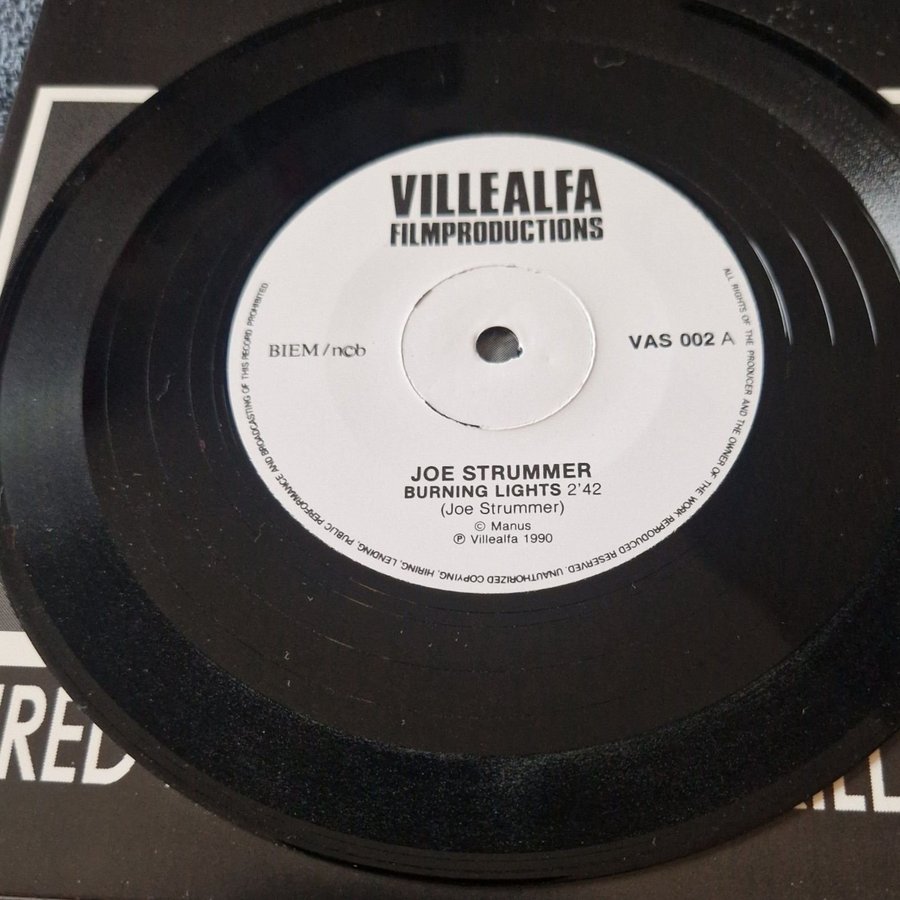 VILLEALFA
FILMPRODUCTIONS
BIEM/ncb
VAS 002 A
JOE STRUMMER
BURNING LIGHTS 2'42
(Joe Strummer)
© Manus
℗ Villealfa 1990
ALL RIGHTS OF THE PRODUCER AND THE OWNER OF THE WORK REPRODUCED RESERVED. UNAUTHORIZED COPYING, HIRING, LENDING, PUBLIC PERFORMANCE AND BROADCASTING OF THIS RECORD PROHIBITED